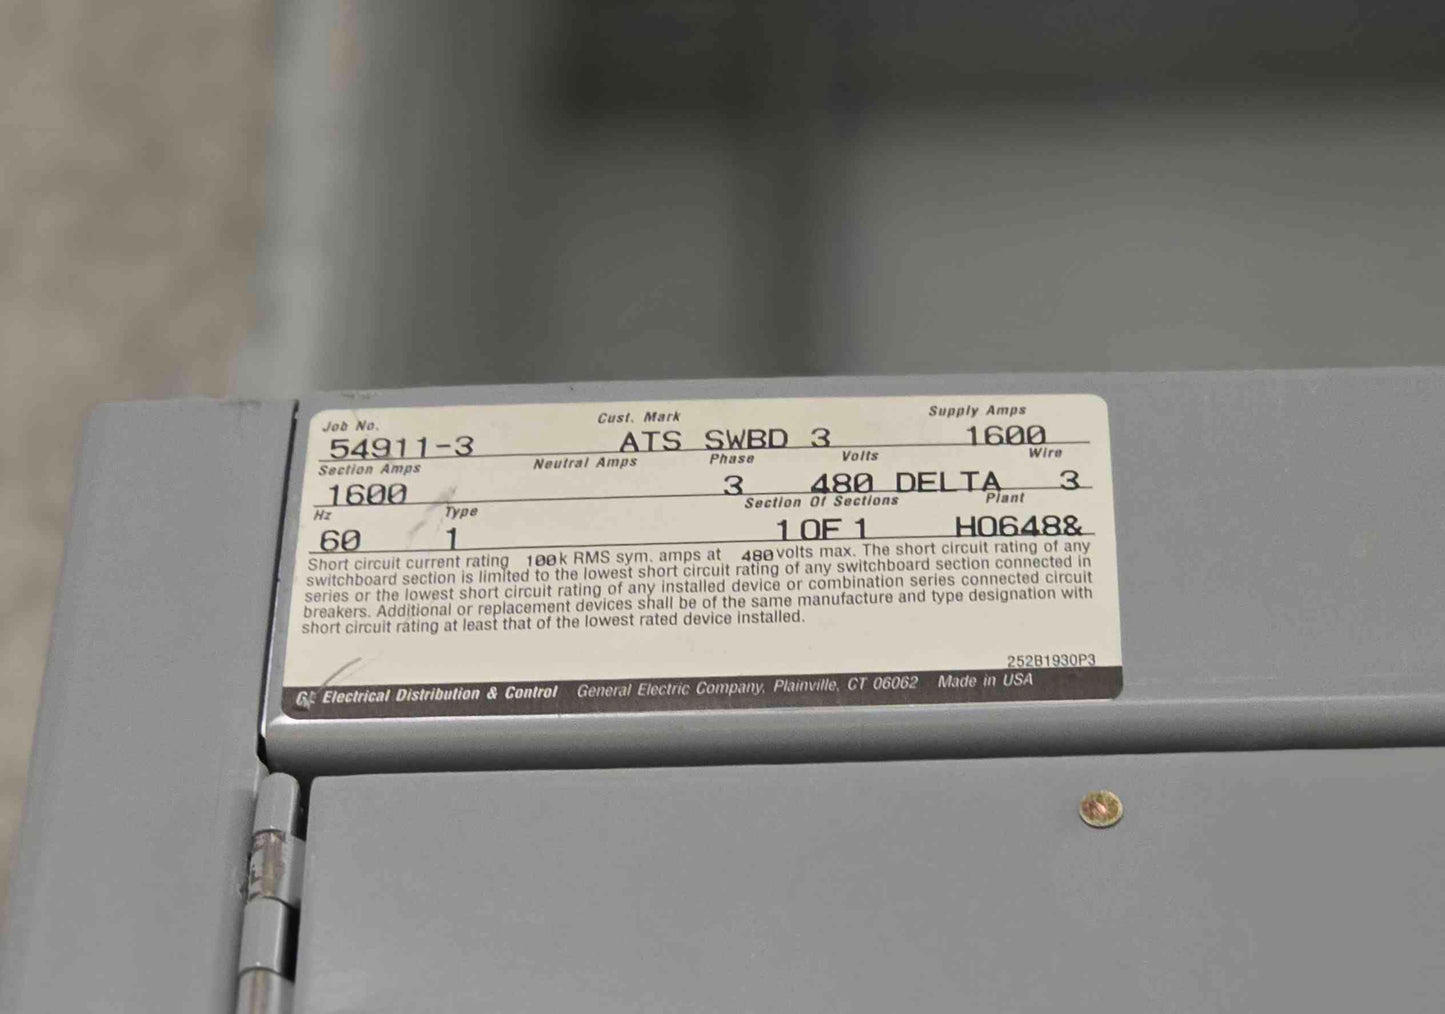 Job No. Cust. Mark Supply Amps
54911-3 ATS SWBD 3 1600
Section Amps Neutral Amps Phase Volts Wire
1600 3 480 DELTA 3
Hz Type Section Of Sections Plant
60 1 1 OF 1 H0648&
Short circuit current rating 100k RMS sym. amps at 480 volts max. The short circuit rating of any
switchboard section is limited to the lowest short circuit rating of any switchboard section connected in
series or the lowest short circuit rating of any installed device or combination series connected circuit
breakers. Additional or replacement devices shall be of the same manufacture and type designation with
short circuit rating at least that of the lowest rated device installed.
252B1930P3
GE Electrical Distribution & Control General Electric Company, Plainville, CT 06062 Made in USA